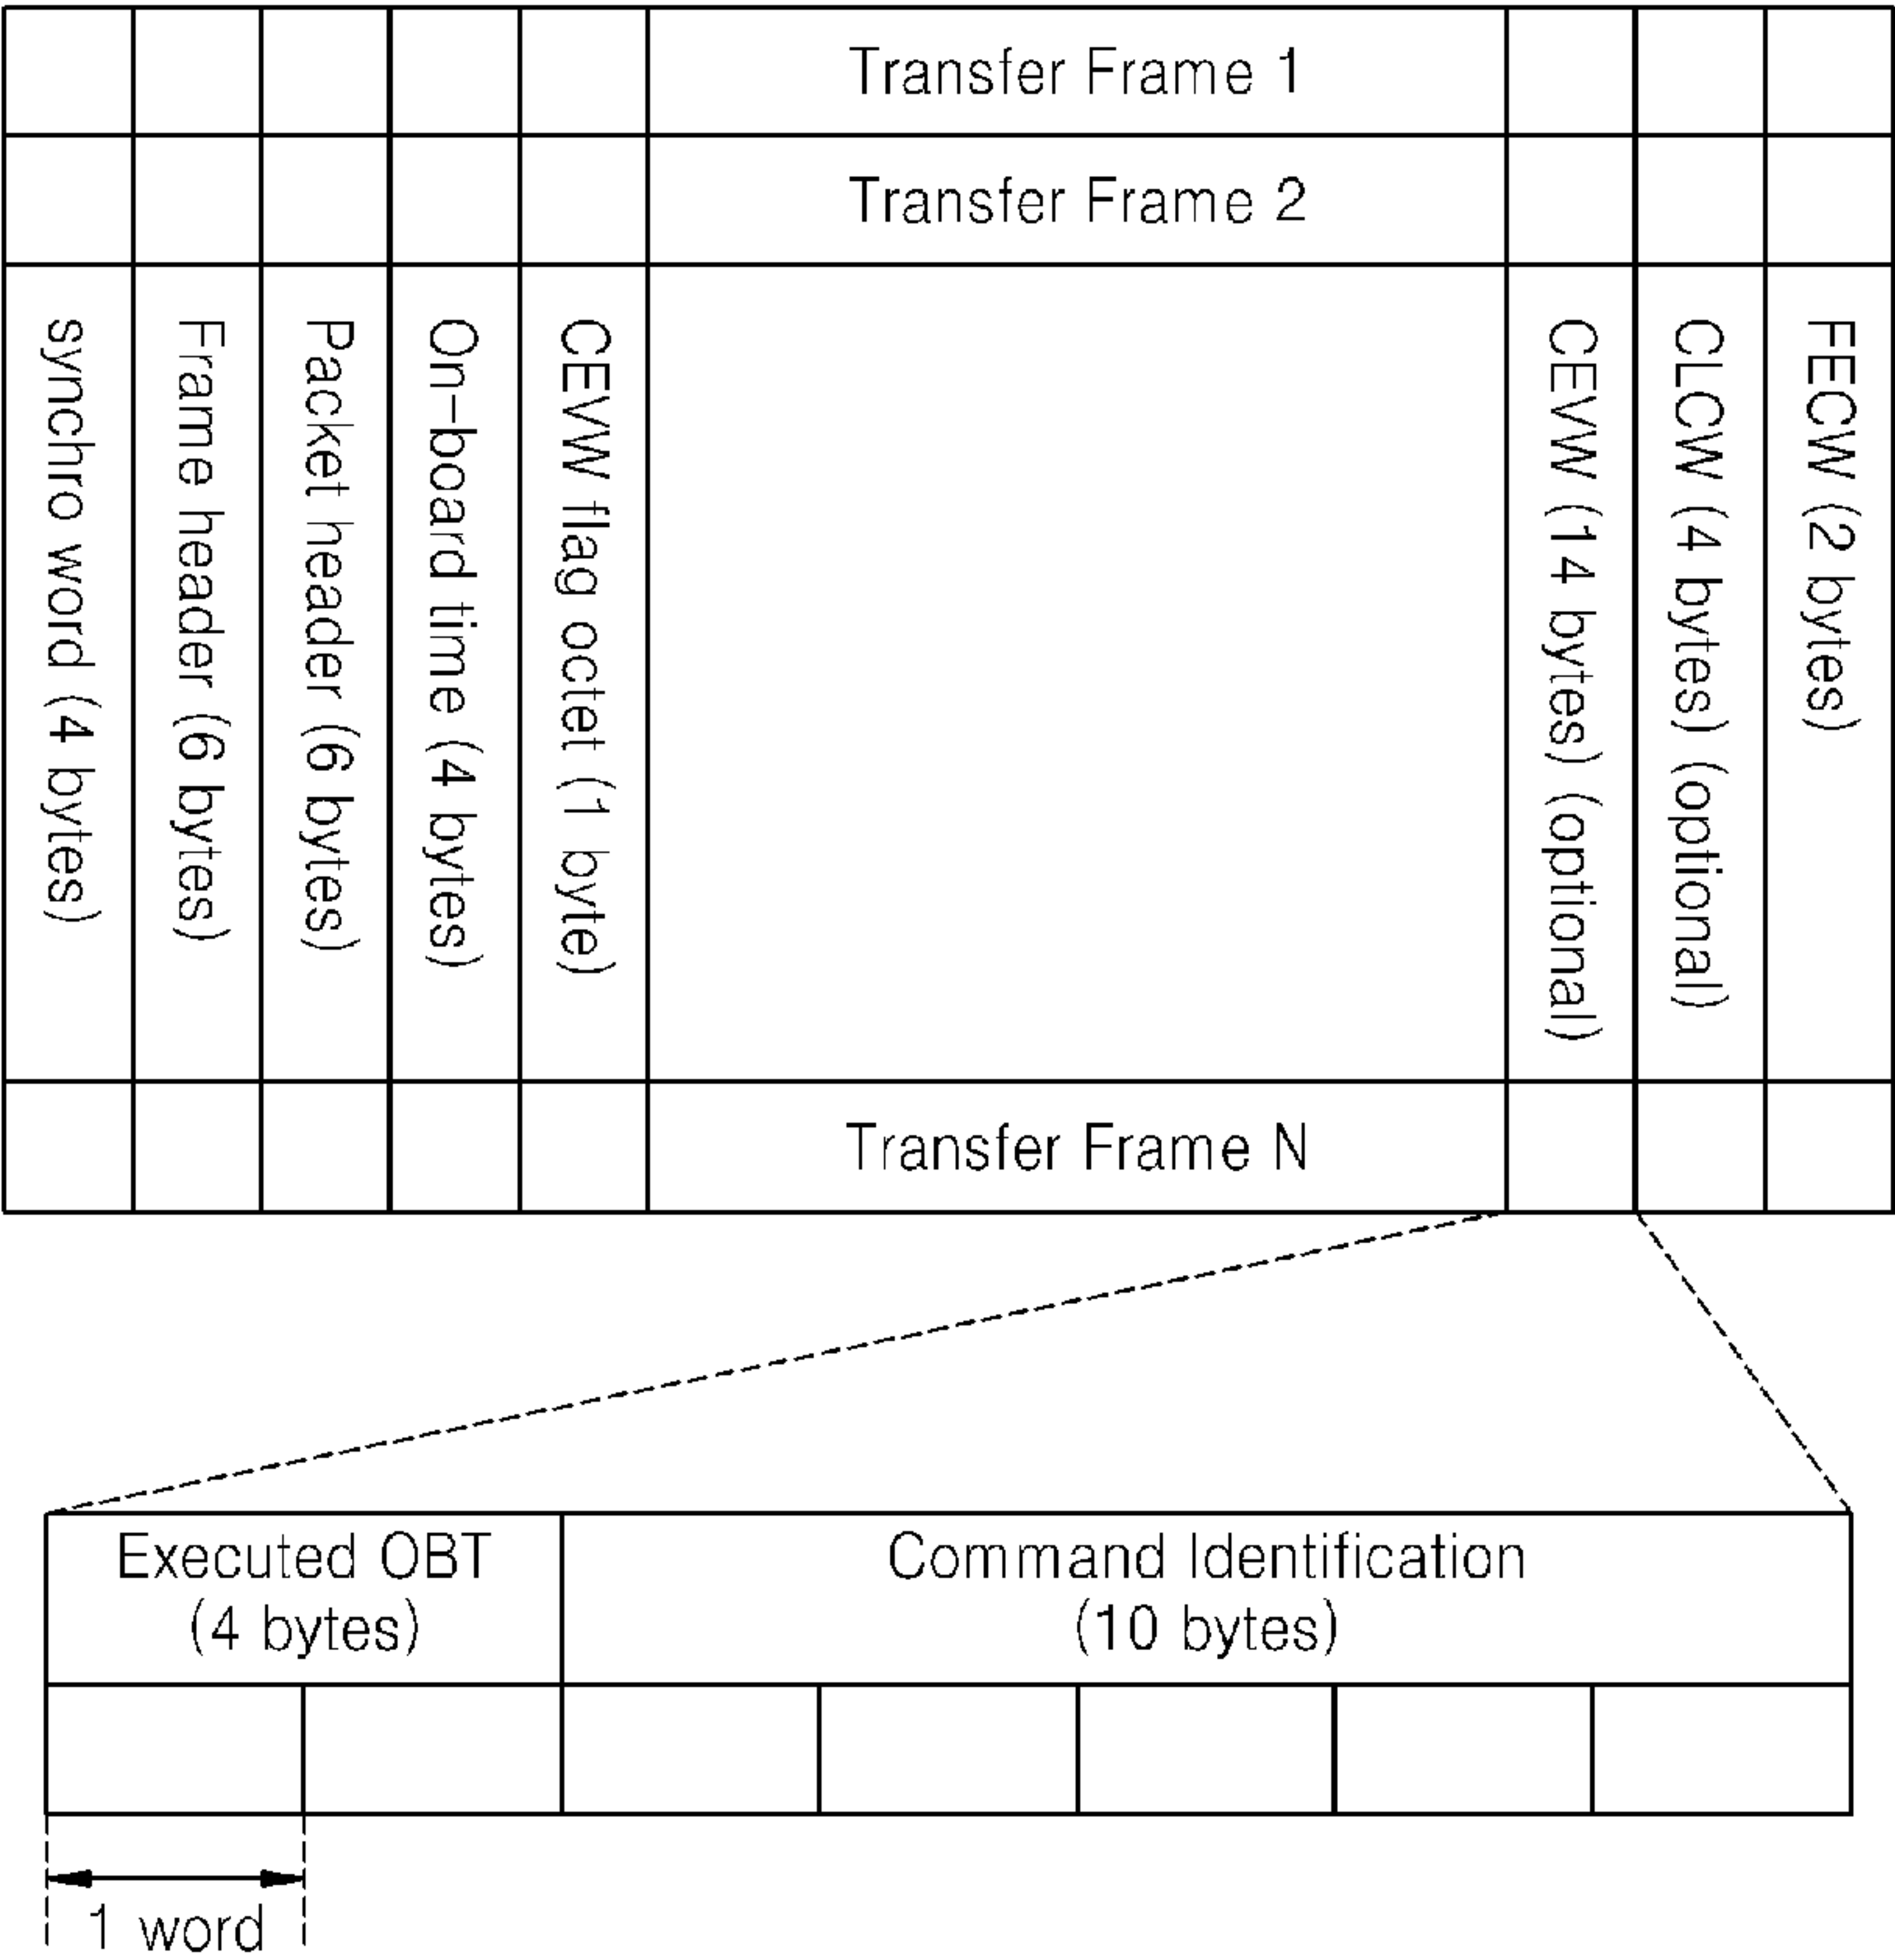 Transfer Frame 1
Transfer Frame 2
synchro word (4 bytes)
Frame header (6 bytes)
Packet header (6 bytes)
On-board time (4 bytes)
CEVW flag octet (1 byte)
CEVW (14 bytes) (optional)
CLCW (4 bytes) (optional)
FECW (2 bytes)
Transfer Frame N
Executed OBT
(4 bytes)
Command Identification
(10 bytes)
1 word